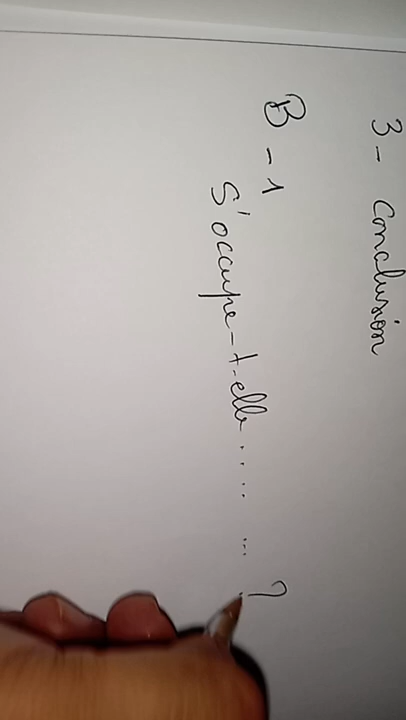 3 - Conclusion
B - 1
S'occupe-t-elle ..... ... ?